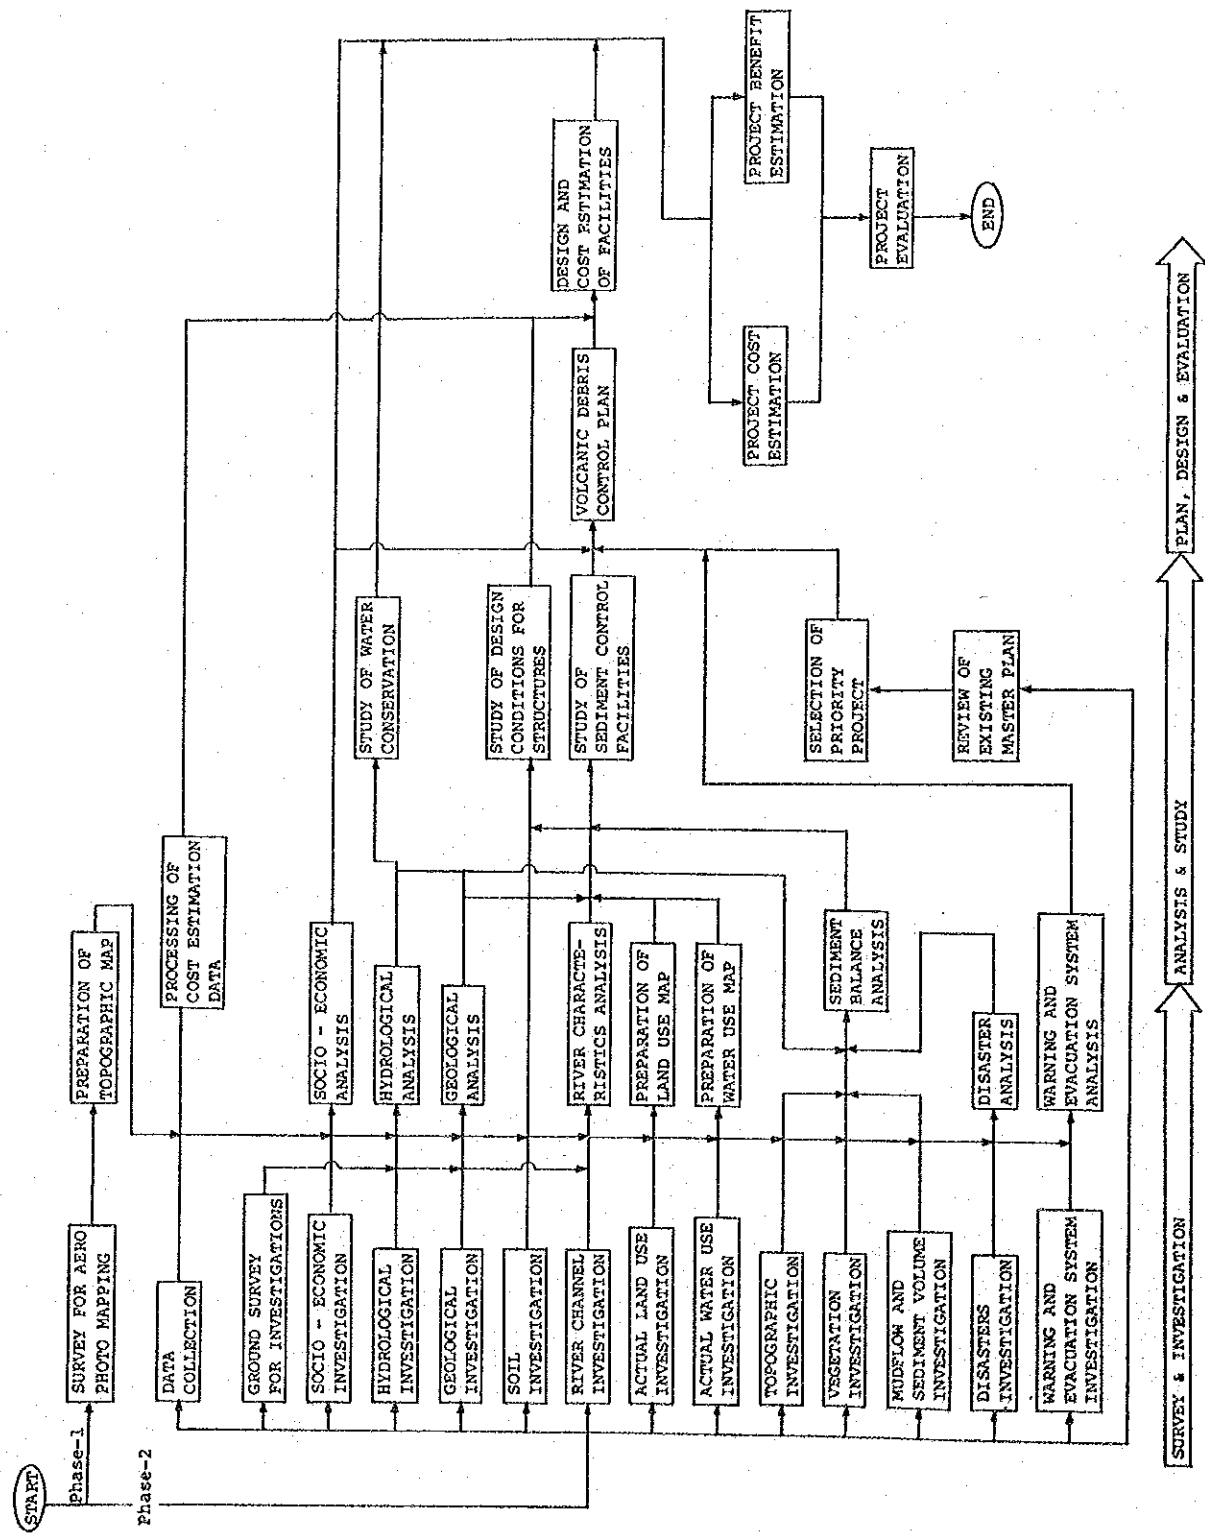 START
Phase-1
Phase-2
SURVEY FOR AERO
PHOTO MAPPING
DATA
COLLECTION
GROUND SURVEY
FOR INVESTIGATIONS
SOCIO - ECONOMIC
INVESTIGATION
HYDROLOGICAL
INVESTIGATION
GEOLOGICAL
INVESTIGATION
SOIL
INVESTIGATION
RIVER CHANNEL
INVESTIGATION
ACTUAL LAND USE
INVESTIGATION
ACTUAL WATER USE
INVESTIGATION
TOPOGRAPHIC
INVESTIGATION
VEGETATION
INVESTIGATION
MUDFLOW AND
SEDIMENT VOLUME
INVESTIGATION
DISASTERS
INVESTIGATION
WARNING AND
EVACUATION SYSTEM
INVESTIGATION
PREPARATION OF
TOPOGRAPHIC MAP
PROCESSING OF
COST ESTIMATION
DATA
SOCIO - ECONOMIC
ANALYSIS
HYDROLOGICAL
ANALYSIS
GEOLOGICAL
ANALYSIS
RIVER CHARACTE-
RISTICS ANALYSIS
PREPARATION OF
LAND USE MAP
PREPARATION OF
WATER USE MAP
SEDIMENT
BALANCE
ANALYSIS
DISASTER
ANALYSIS
WARNING AND
EVACUATION SYSTEM
ANALYSIS
STUDY OF WATER
CONSERVATION
STUDY OF DESIGN
CONDITIONS FOR
STRUCTURES
STUDY OF
SEDIMENT CONTROL
FACILITIES
SELECTION OF
PRIORITY
PROJECT
REVIEW OF
EXISTING
MASTER PLAN
VOLCANIC DEBRIS
CONTROL PLAN
DESIGN AND
COST ESTIMATION
OF FACILITIES
PROJECT COST
ESTIMATION
PROJECT BENEFIT
ESTIMATION
PROJECT
EVALUATION
END
SURVEY & INVESTIGATION
ANALYSIS & STUDY
PLAN, DESIGN & EVALUATION